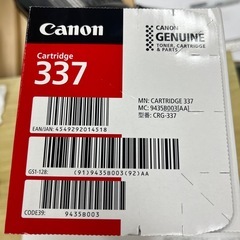 Canon
Cartridge
337
CANON
GENUINE
TONER, CARTRIDGE
& PARTS
MN: CARTRIDGE 337
MC: 9435B003[AA]
型番: CRG-337
EAN/JAN: 4549292014518
GS1-128: (91)9435B003(92)AA
CODE39: 9435B003